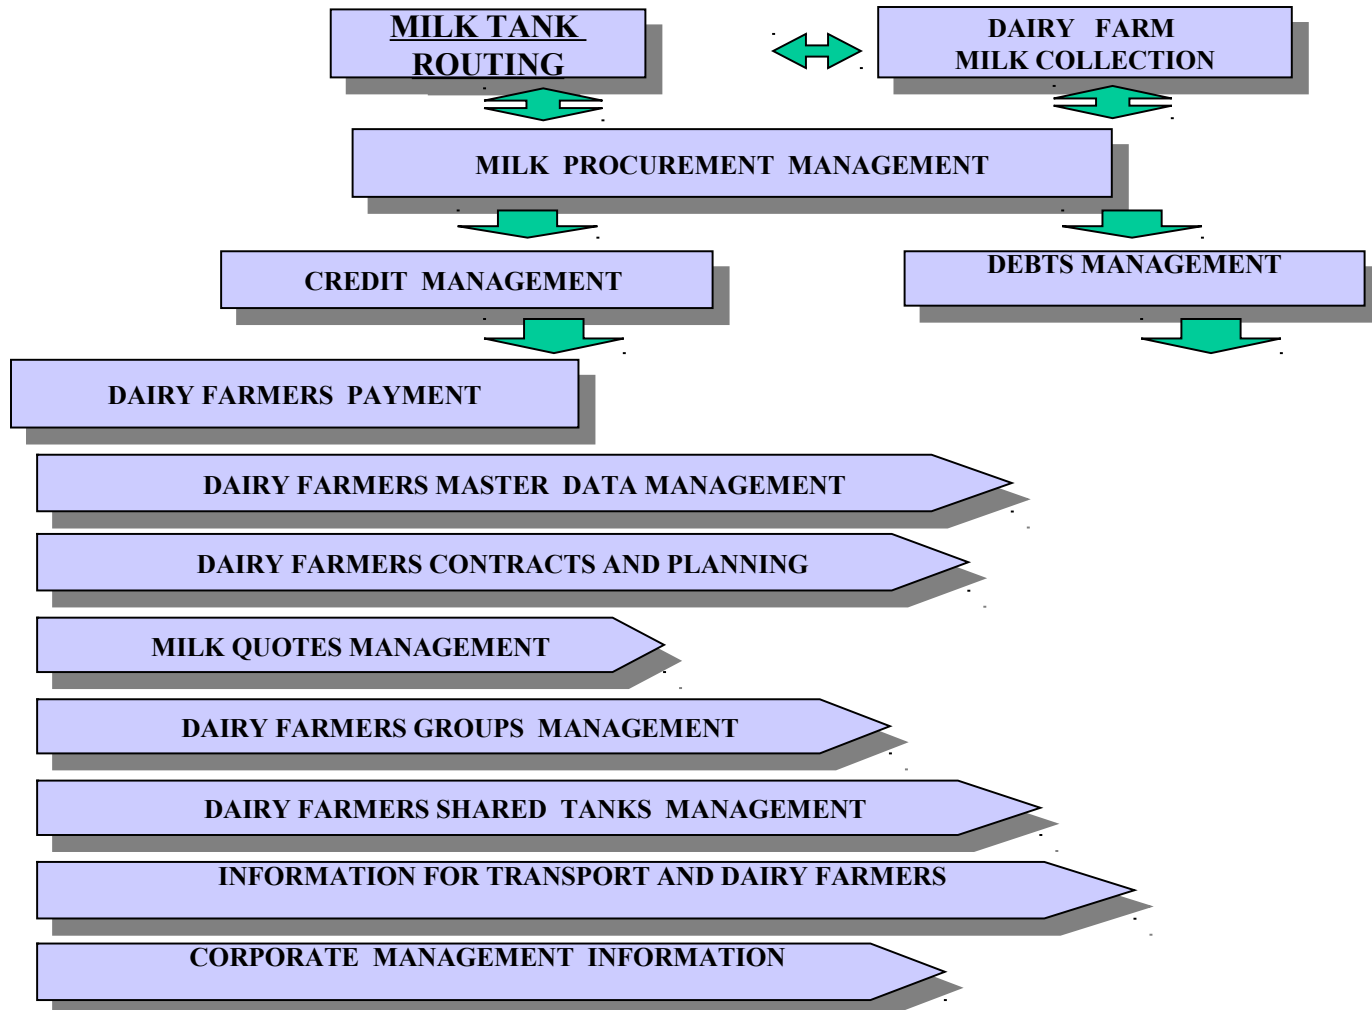 MILK TANK
ROUTING
DAIRY FARM
MILK COLLECTION
MILK PROCUREMENT MANAGEMENT
CREDIT MANAGEMENT
DEBTS MANAGEMENT
DAIRY FARMERS PAYMENT
DAIRY FARMERS MASTER DATA MANAGEMENT
DAIRY FARMERS CONTRACTS AND PLANNING
MILK QUOTES MANAGEMENT
DAIRY FARMERS GROUPS MANAGEMENT
DAIRY FARMERS SHARED TANKS MANAGEMENT
INFORMATION FOR TRANSPORT AND DAIRY FARMERS
CORPORATE MANAGEMENT INFORMATION